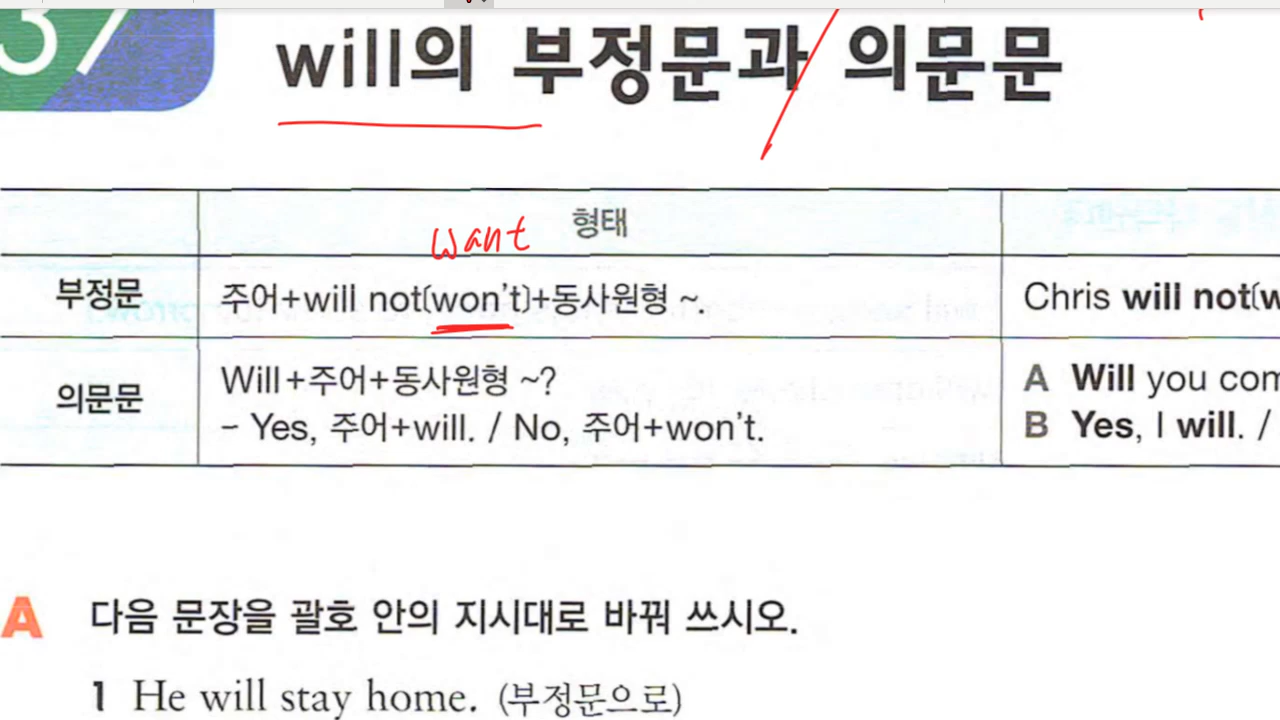 37
will의 부정문과 의문문
형태
want
부정문
주어+will not(won't)+동사원형 ~.
Chris will not(w
의문문
Will+주어+동사원형 ~?
– Yes, 주어+will. / No, 주어+won't.
A Will you com
B Yes, I will. /
A 다음 문장을 괄호 안의 지시대로 바꿔 쓰시오.
1 He will stay home. (부정문으로)